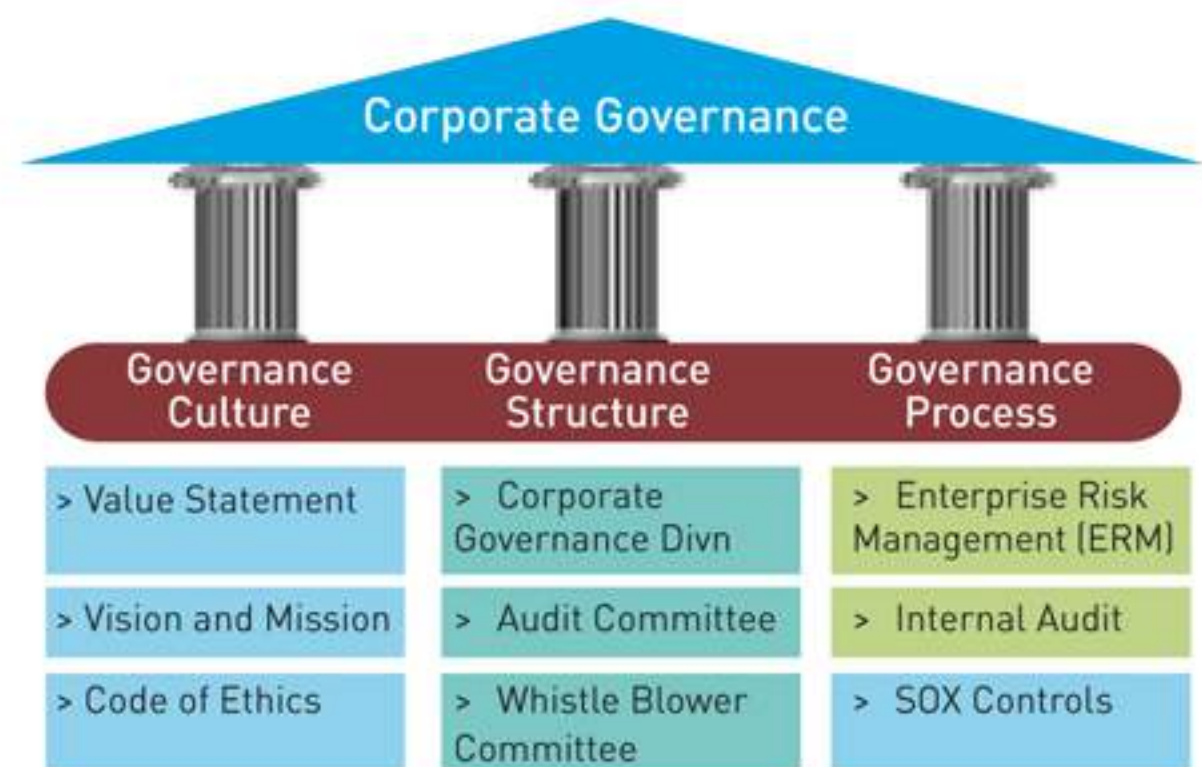 Corporate Governance
Governance
Culture
Governance
Structure
Governance
Process
> Value Statement
> Vision and Mission
> Code of Ethics
> Corporate
Governance Divn
> Audit Committee
> Whistle Blower
Committee
> Enterprise Risk
Management (ERM)
> Internal Audit
> SOX Controls